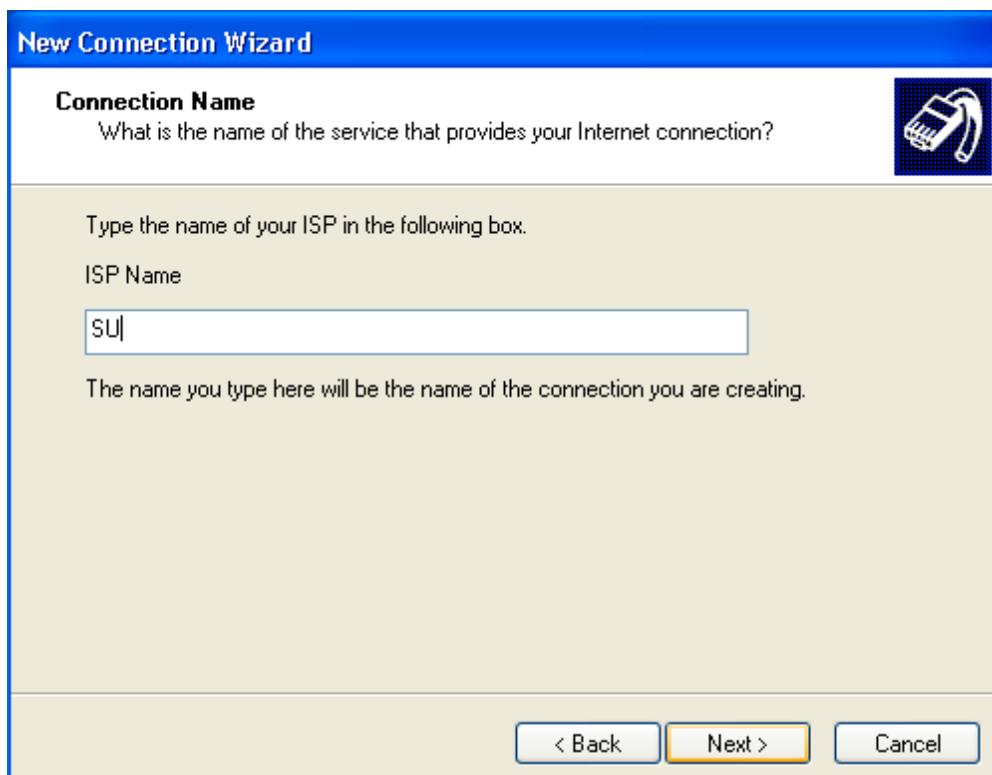 New Connection Wizard
Connection Name
What is the name of the service that provides your Internet connection?
Type the name of your ISP in the following box.
ISP Name
SU
The name you type here will be the name of the connection you are creating.
< Back Next > Cancel